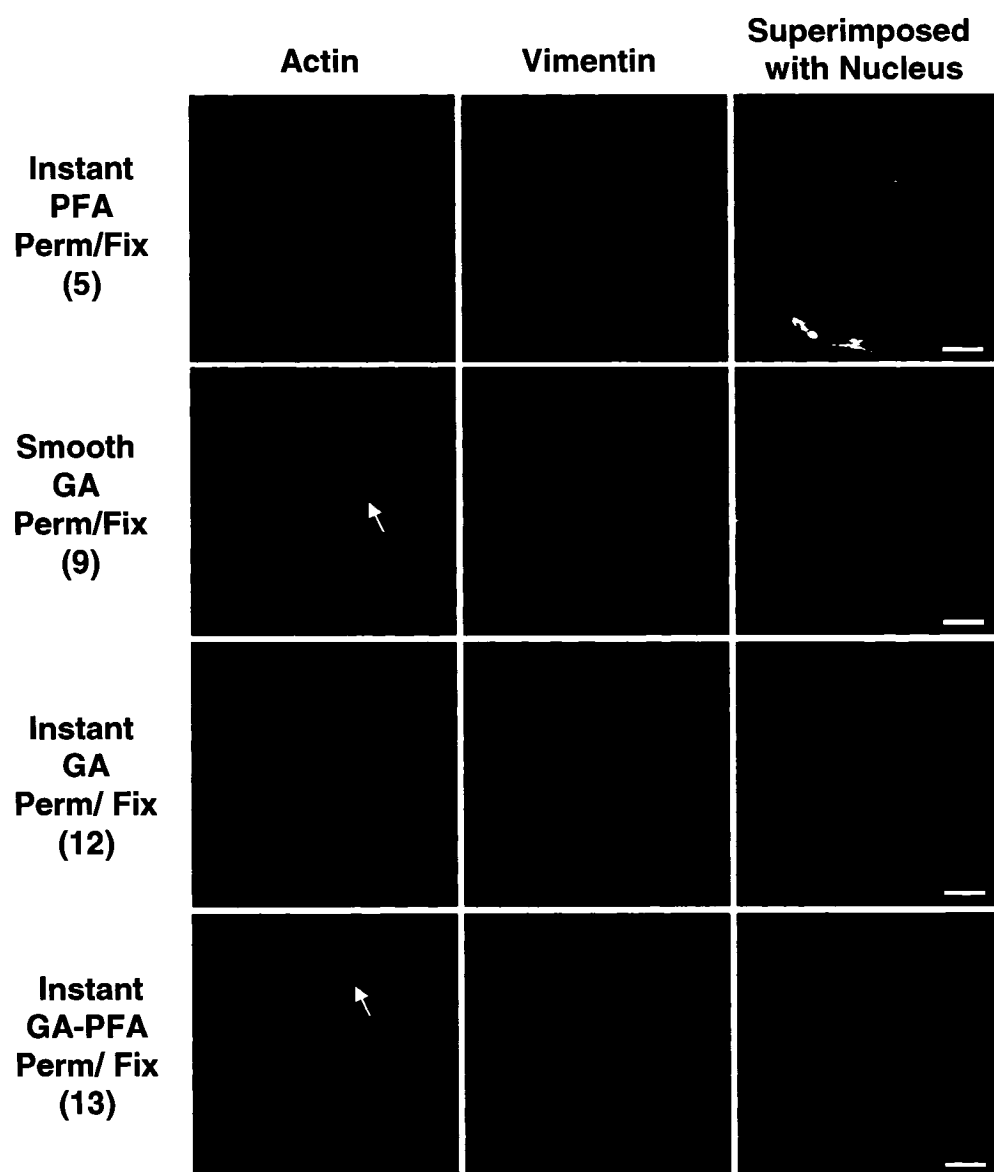 Actin
Vimentin
Superimposed
with Nucleus
Instant
PFA
Perm/Fix
(5)
Smooth
GA
Perm/Fix
(9)
Instant
GA
Perm/ Fix
(12)
Instant
GA-PFA
Perm/ Fix
(13)